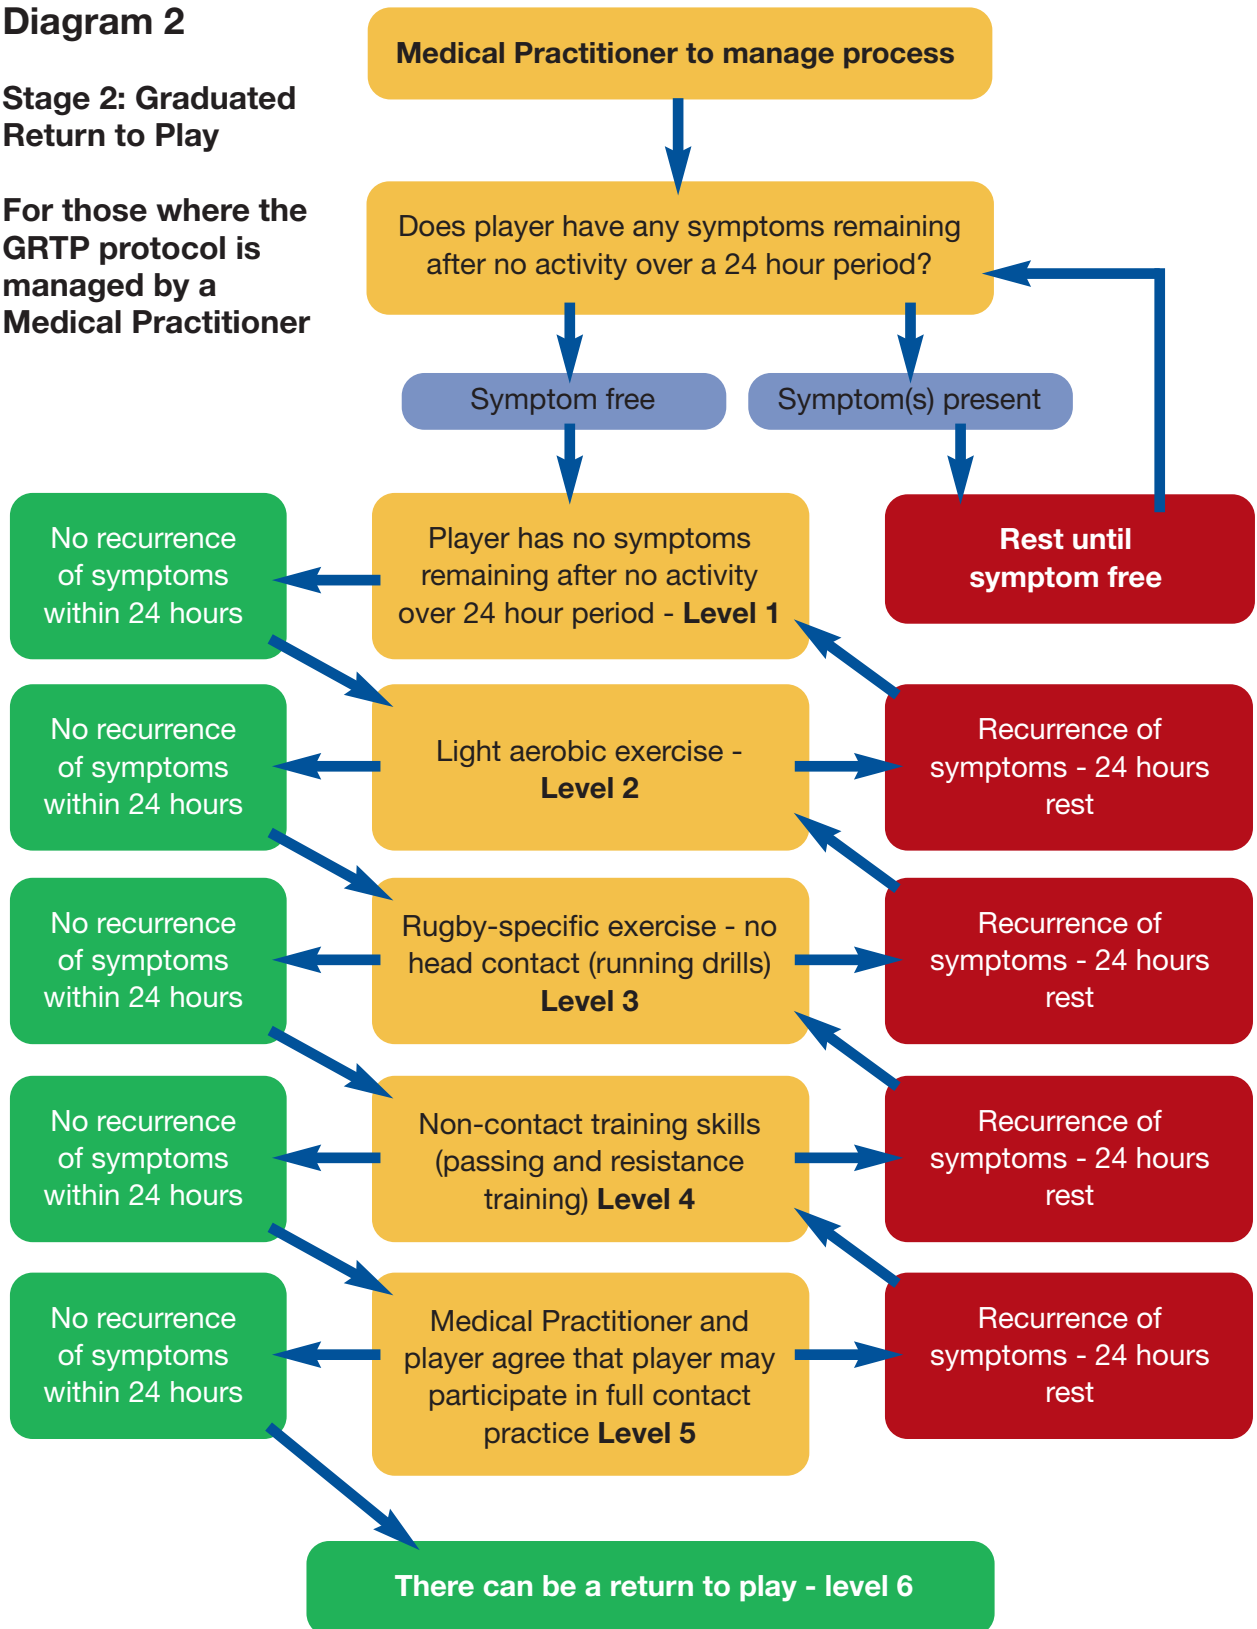 Diagram 2
Stage 2: Graduated
Return to Play
For those where the
GRTP protocol is
managed by a
Medical Practitioner
Medical Practitioner to manage process
Does player have any symptoms remaining
after no activity over a 24 hour period?
Symptom free
Symptom(s) present
No recurrence
of symptoms
within 24 hours
Player has no symptoms
remaining after no activity
over 24 hour period - Level 1
Rest until
symptom free
No recurrence
of symptoms
within 24 hours
Light aerobic exercise -
Level 2
Recurrence of
symptoms - 24 hours
rest
No recurrence
of symptoms
within 24 hours
Rugby-specific exercise - no
head contact (running drills)
Level 3
Recurrence of
symptoms - 24 hours
rest
No recurrence
of symptoms
within 24 hours
Non-contact training skills
(passing and resistance
training) Level 4
Recurrence of
symptoms - 24 hours
rest
No recurrence
of symptoms
within 24 hours
Medical Practitioner and
player agree that player may
participate in full contact
practice Level 5
Recurrence of
symptoms - 24 hours
rest
There can be a return to play - level 6